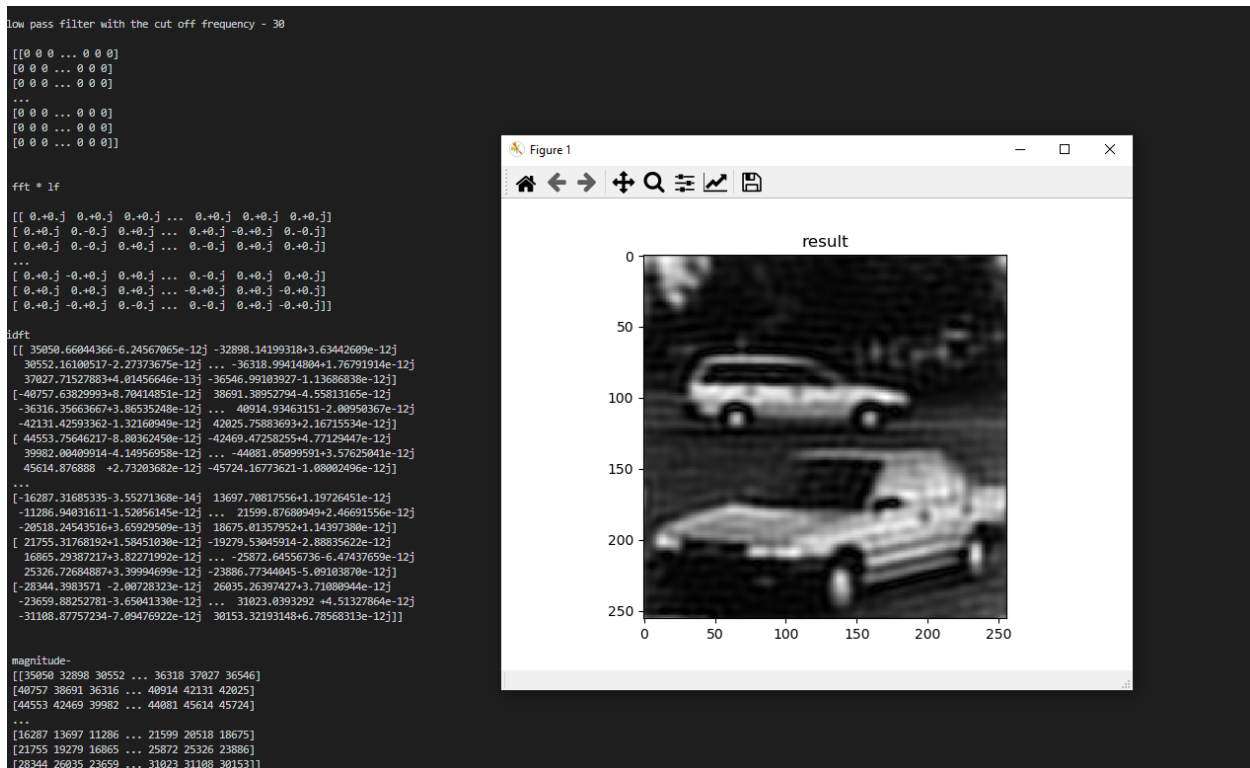 low pass filter with the cut off frequency - 30
[[0 0 0 ... 0 0 0]
[0 0 0 ... 0 0 0]
[0 0 0 ... 0 0 0]
...
[0 0 0 ... 0 0 0]
[0 0 0 ... 0 0 0]
[0 0 0 ... 0 0 0]]
fft * lf
[[ 0.+0.j 0.+0.j 0.+0.j ... 0.+0.j 0.+0.j 0.+0.j]
[ 0.+0.j 0.-0.j 0.+0.j ... 0.+0.j -0.+0.j 0.-0.j]
[ 0.+0.j 0.-0.j 0.+0.j ... 0.-0.j 0.+0.j 0.+0.j]
...
[ 0.+0.j -0.+0.j 0.+0.j ... 0.-0.j 0.+0.j 0.+0.j]
[ 0.+0.j 0.+0.j 0.+0.j ... -0.+0.j 0.+0.j -0.+0.j]
[ 0.+0.j -0.+0.j 0.-0.j ... 0.-0.j 0.+0.j -0.+0.j]]
idft
[[ 35050.66044366-6.24567065e-12j -32898.14199318+3.63442609e-12j
30552.16100517-2.27373675e-12j ... -36318.99414804+1.76791914e-12j
37027.71527883+4.01456646e-13j -36546.99103927-1.13686838e-12j]
[-40757.63829993+8.70414851e-12j 38691.38952794-4.55813165e-12j
-36316.35663667+3.86535248e-12j ... 40914.93463151-2.00950367e-12j
-42131.42593362-1.32160949e-12j 42025.75883693+2.16715534e-12j]
[ 44553.75646217-8.80362450e-12j -42469.47258255+4.77129447e-12j
39982.00409914-4.14956958e-12j ... -44081.05099591+3.57625041e-12j
45614.876888 +2.73203682e-12j -45724.16773621-1.08002496e-12j]
...
[-16287.31685335-3.55271368e-14j 13697.70817556+1.19726451e-12j
-11286.94031611-1.52056145e-12j ... 21599.87680949+2.46691556e-12j
-20518.24543516+3.65929509e-13j 18675.01357952+1.14397380e-12j]
[ 21755.31768192+1.58451030e-12j -19279.53045914-2.88835622e-12j
16865.29387217+3.82271992e-12j ... -25872.64556736-6.47437659e-12j
25326.72684887+3.39994699e-12j -23886.77344045-5.09103870e-12j]
[-28344.3983571 -2.00728323e-12j 26035.26397427+3.71080944e-12j
-23659.88252781-3.65041330e-12j ... 31023.0393292 +4.51327864e-12j
-31108.87757234-7.09476922e-12j 30153.32193148+6.78568313e-12j]]
magnitude-
[[35050 32898 30552 ... 36318 37027 36546]
[40757 38691 36316 ... 40914 42131 42025]
[44553 42469 39982 ... 44081 45614 45724]
...
[16287 13697 11286 ... 21599 20518 18675]
[21755 19279 16865 ... 25872 25326 23886]
[28344 26035 23659 ... 31023 31108 30153]]
Figure 1
result
0
50
100
150
200
250
0 50 100 150 200 250